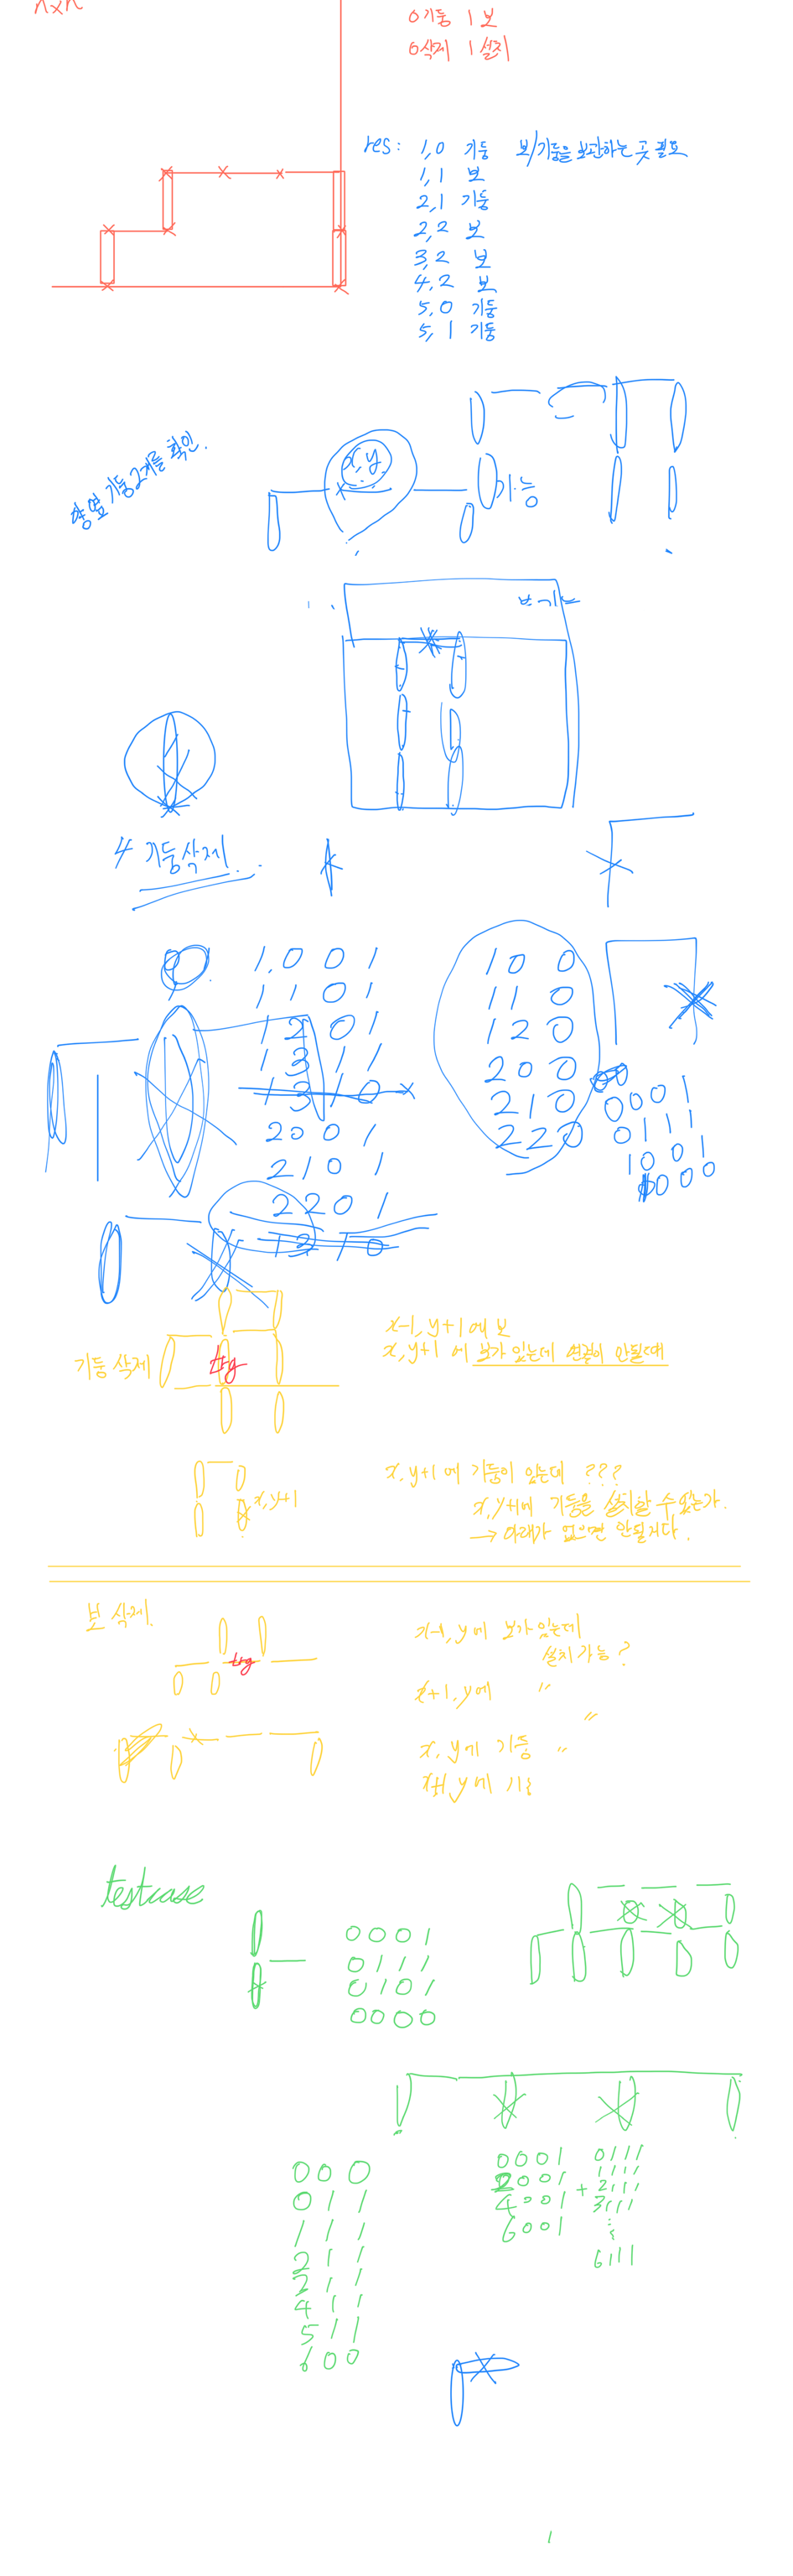 n×n
0 기둥 1 보
0 삭제 1 설치
res: 1,0 기둥 보/기둥을 보관하는 곳 필요
1,1 보
2,1 기둥
2,2 보
3,2 보
4,2 보
5,0 기둥
5,1 기둥
양옆 기둥 2개를 확인.
x,y
가능
4 기둥삭제
1,0 0 1
1 1 0 1
1 2 0 1
1 3 1 1
1 3 1 0
2 0 0 1
2 1 0 1
2 2 0 1
1 2 1 0
1 0 0
1 1 0
1 2 0
2 0 0
2 1 0
2 2 0
0 0 0 1
0 1 1 1
1 0 0 1
0 0 0
기둥 삭제
trg
x-1, y+1 에 보
x, y+1 에 보가 있는데 연결이 안될때
x,y+1
x, y+1 에 기둥이 있는데 ???
x, y+1에 기둥을 설치할 수 있는가.
→ 아래가 없으면 안될지다.
보 삭제.
trg
x-1, y 에 보가 있는데
설치 가능?
x+1, y에 〃 〃
x, y에 기둥 〃
x+1, y에 기
testcase
0 0 0 1
0 1 1 1
0 1 0 1
0 0 0 0
0 0 0 1
2 0 0 1
4 0 0 1
6 0 0 1
+
0 1 1 1
1 1 1 1
2 1 1 1
3 1 1 1
:
6 1 1 1
0 0 0
0 1 1
1 1 1
2 1 1
2 1 1
4 1 1
5 1 1
6 0 0